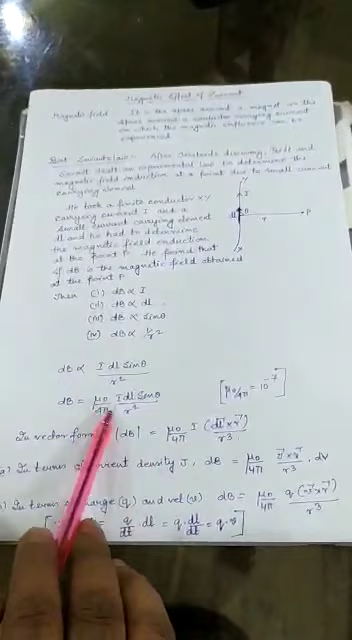 Magnetic Effect of Current
Magnetic field It is the space around a magnet or the
space around a conductor carrying current
in which the magnetic influence can be
experienced
Biot Savart's law:- After Oersted's discovery, Biot and
Savart dealt an experimental law to determine the
magnetic field induction at a point due to small current
carrying element
He took a finite conductor XY
carrying current I and a
small current carrying element
dl and he had to determine
the magnetic field induction
at the point P. He found that
if dB is the magnetic field obtained
at the point P
Y
I
dl
θ
r
P
X
Then (i) dB ∝ I
(ii) dB ∝ dl
(iii) dB ∝ sinθ
(iv) dB ∝ 1/r²
dB ∝ I dl sinθ / r²
dB = μ₀/4π I dl sinθ / r² [μ₀/4π = 10⁻⁷]
In vector form |dB| = μ₀/4π I (dl⃗ × r⃗) / r³
In terms current density J, dB = μ₀/4π J⃗ × r⃗ / r³ . dV
In terms charge (q) and vel (v) dB = μ₀/4π q (v⃗ × r⃗) / r³
= q/dt . dl = q . dl/dt = q . v]